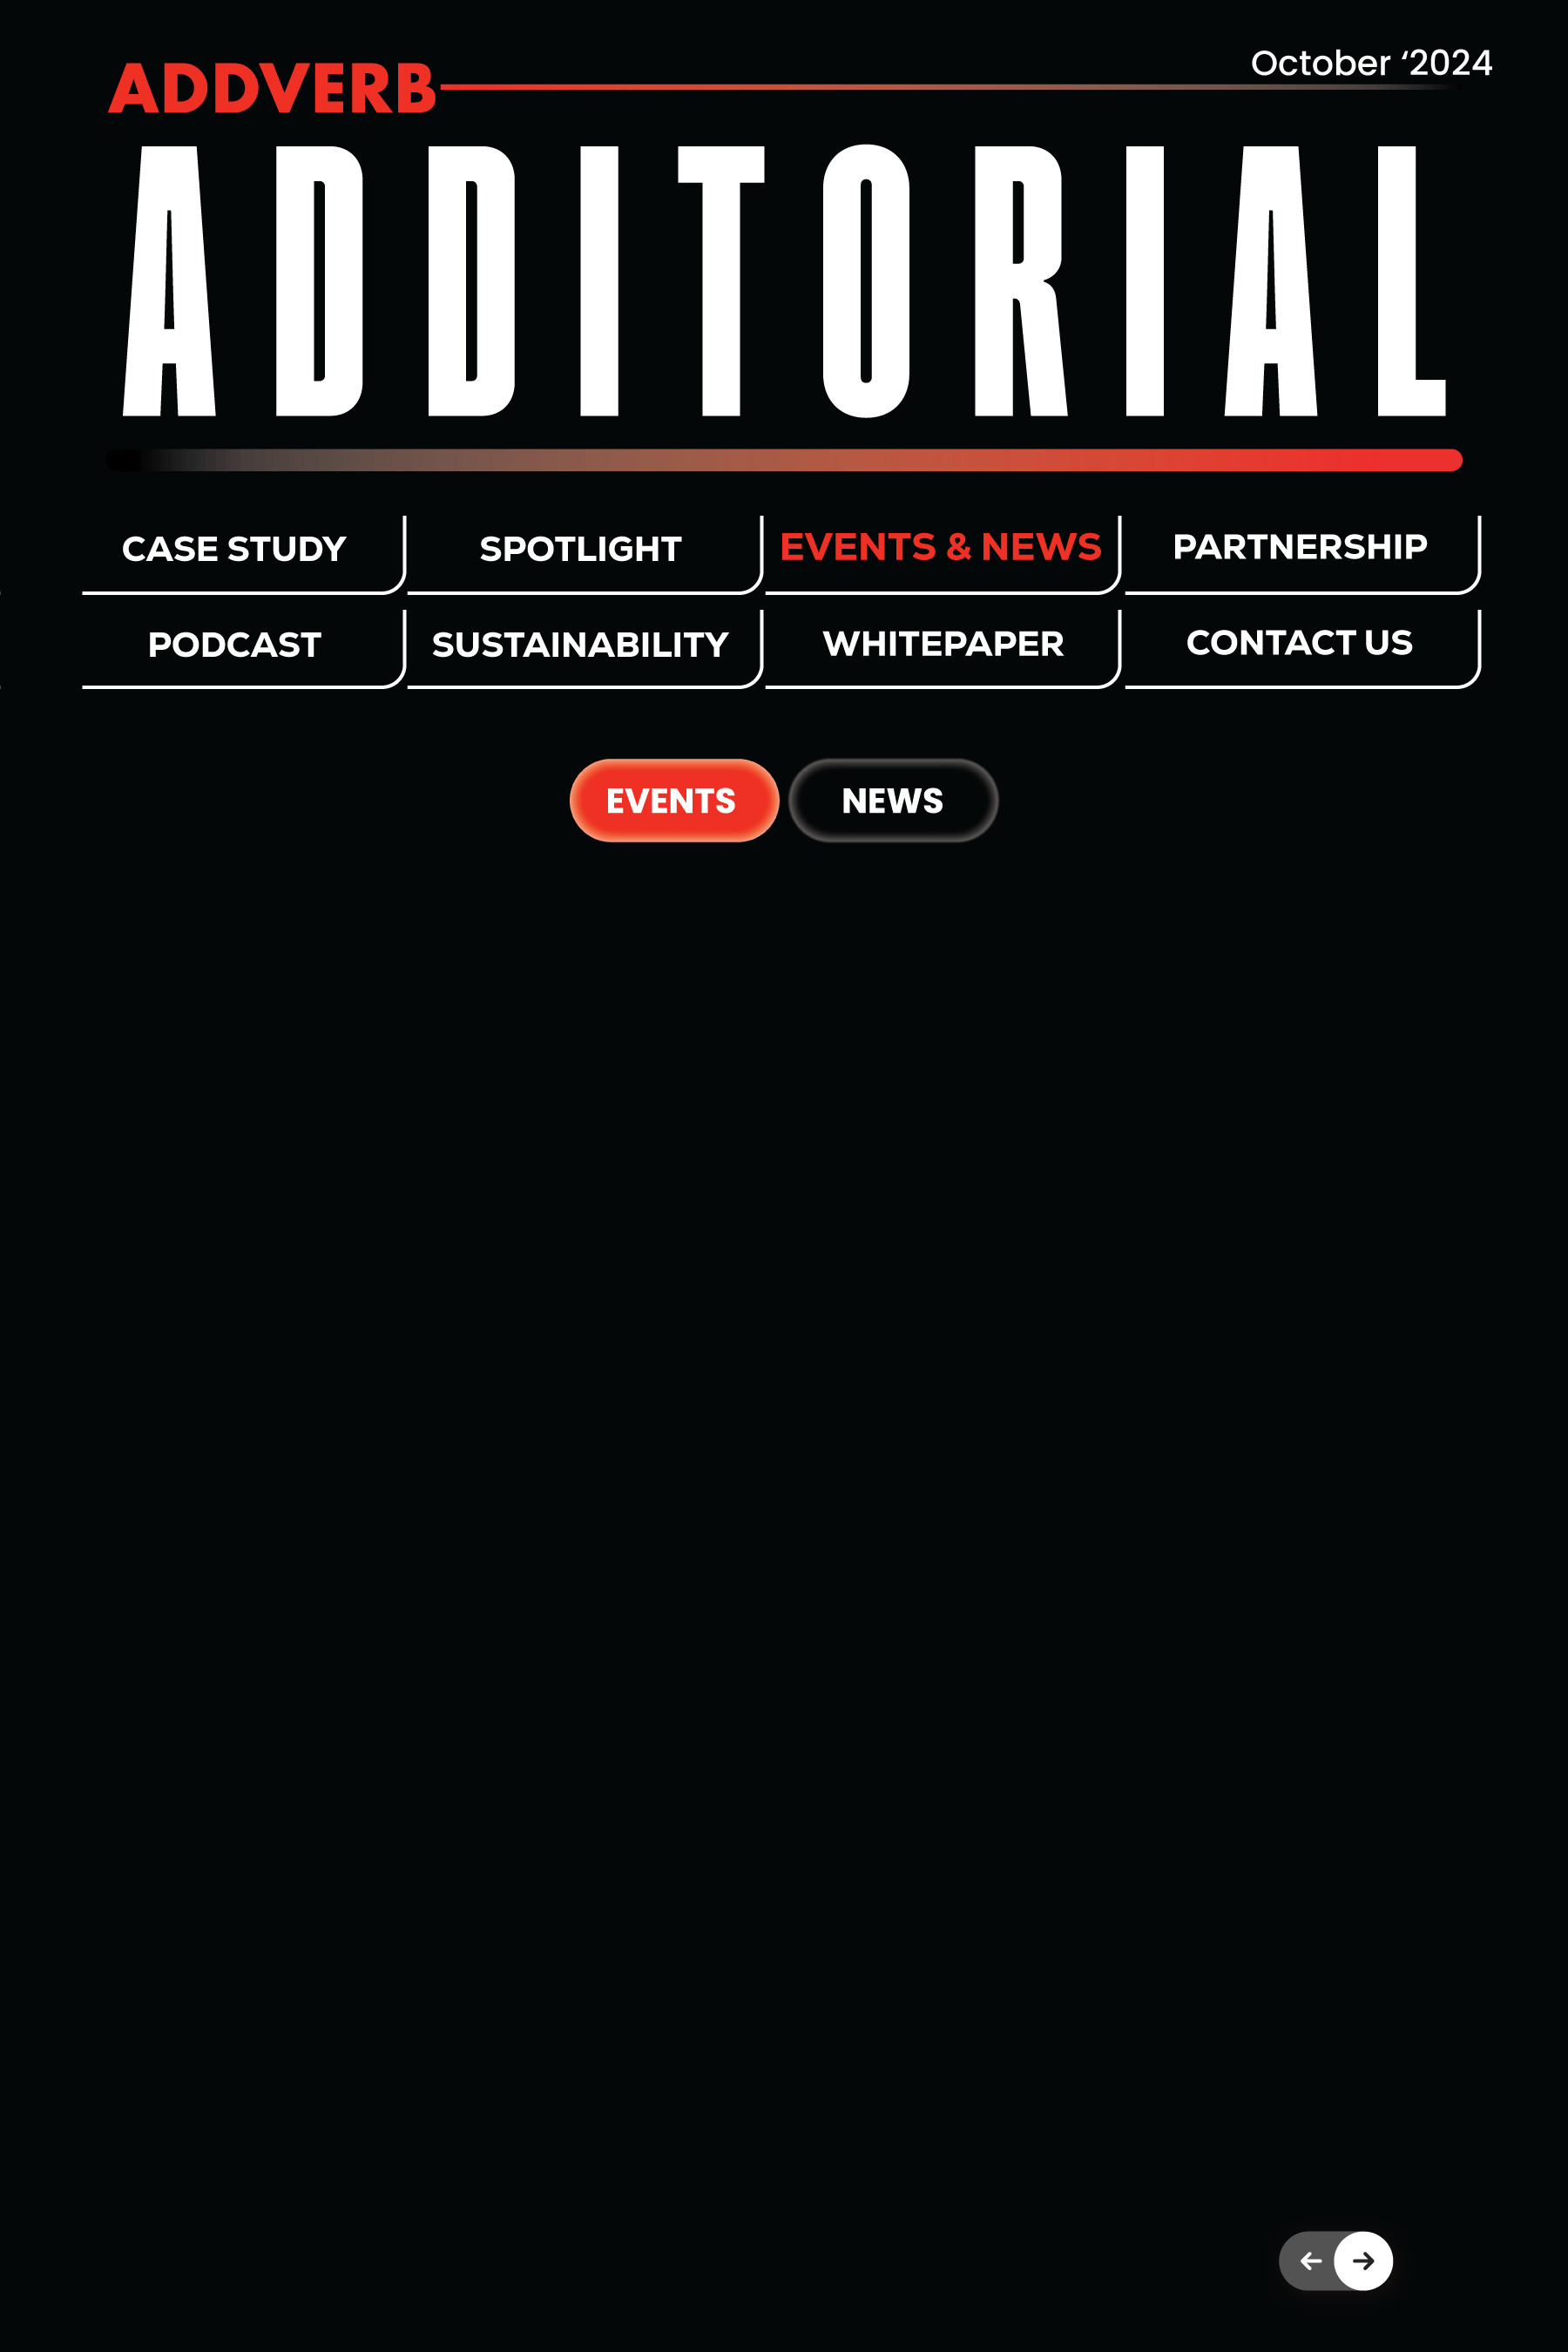 October ‘2024
ADDVERB
ADDITORIAL
CASE STUDY SPOTLIGHT EVENTS & NEWS PARTNERSHIP
PODCAST SUSTAINABILITY WHITEPAPER CONTACT US
EVENTS NEWS